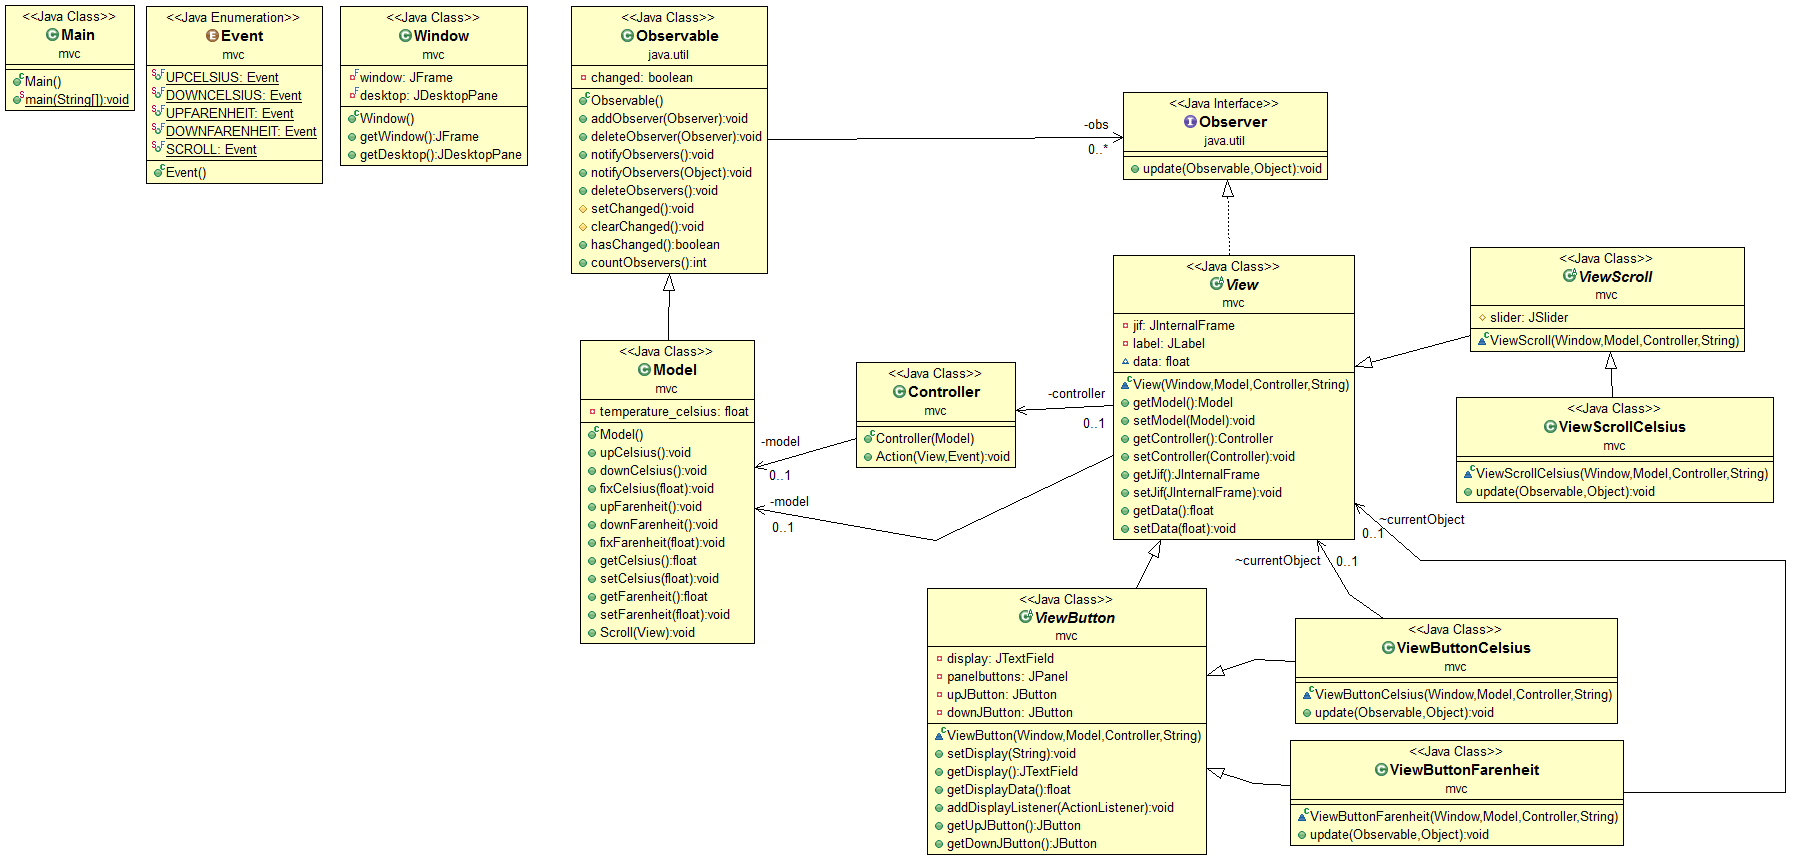 <<Java Class>>
Main
mvc
Main()
main(String[]):void
<<Java Enumeration>>
Event
mvc
UPCELSIUS: Event
DOWNCELSIUS: Event
UPFARENHEIT: Event
DOWNFARENHEIT: Event
SCROLL: Event
Event()
<<Java Class>>
Window
mvc
window: JFrame
desktop: JDesktopPane
Window()
getWindow():JFrame
getDesktop():JDesktopPane
<<Java Class>>
Observable
java.util
changed: boolean
Observable()
addObserver(Observer):void
deleteObserver(Observer):void
notifyObservers():void
notifyObservers(Object):void
deleteObservers():void
setChanged():void
clearChanged():void
hasChanged():boolean
countObservers():int
-obs
0..*
<<Java Interface>>
Observer
java.util
update(Observable,Object):void
<<Java Class>>
View
mvc
jif: JInternalFrame
label: JLabel
data: float
View(Window,Model,Controller,String)
getModel():Model
setModel(Model):void
getController():Controller
setController(Controller):void
getJif():JInternalFrame
setJif(JInternalFrame):void
getData():float
setData(float):void
<<Java Class>>
ViewScroll
mvc
slider: JSlider
ViewScroll(Window,Model,Controller,String)
<<Java Class>>
ViewScrollCelsius
mvc
ViewScrollCelsius(Window,Model,Controller,String)
update(Observable,Object):void
<<Java Class>>
Model
mvc
temperature_celsius: float
Model()
upCelsius():void
downCelsius():void
fixCelsius(float):void
upFarenheit():void
downFarenheit():void
fixFarenheit(float):void
getCelsius():float
setCelsius(float):void
getFarenheit():float
setFarenheit(float):void
Scroll(View):void
<<Java Class>>
Controller
mvc
Controller(Model)
Action(View,Event):void
-controller
0..1
-model
0..1
-model
0..1
~currentObject
0..1
~currentObject
0..1
<<Java Class>>
ViewButton
mvc
display: JTextField
panelbuttons: JPanel
upJButton: JButton
downJButton: JButton
ViewButton(Window,Model,Controller,String)
setDisplay(String):void
getDisplay():JTextField
getDisplayData():float
addDisplayListener(ActionListener):void
getUpJButton():JButton
getDownJButton():JButton
<<Java Class>>
ViewButtonCelsius
mvc
ViewButtonCelsius(Window,Model,Controller,String)
update(Observable,Object):void
<<Java Class>>
ViewButtonFarenheit
mvc
ViewButtonFarenheit(Window,Model,Controller,String)
update(Observable,Object):void